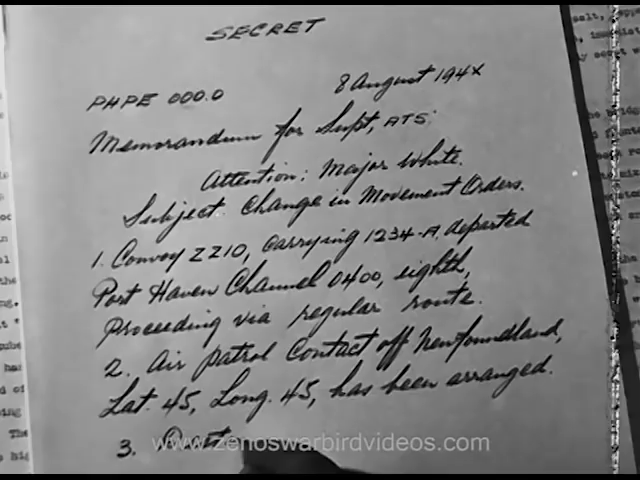 SECRET
PHPE 000.0
8 August 194x
Memorandum for Supt, ATS:
Attention: Major White.
Subject: Change in Movement Orders.
1. Convoy ZZ10, carrying 1234-A, departed
Port Haven Channel 0400, eighth,
Proceeding via regular route.
2. Air patrol contact off Newfoundland,
Lat. 45, Long. 45, has been arranged.
3.
www.zenoswarbirdvideos.com